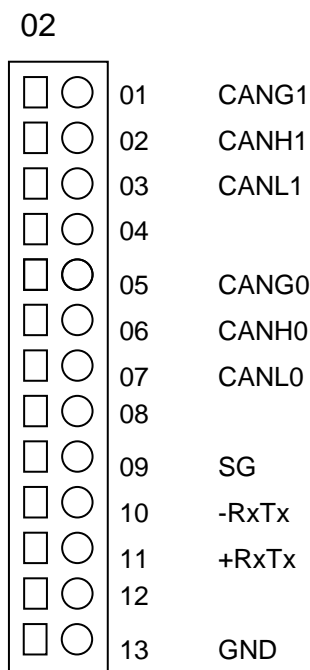 02
01 CANG1
02 CANH1
03 CANL1
04
05 CANG0
06 CANH0
07 CANL0
08
09 SG
10 -RxTx
11 +RxTx
12
13 GND